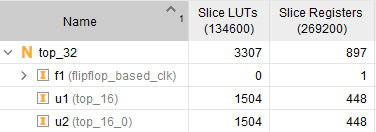 Name 1 Slice LUTs (134600) Slice Registers (269200)
N top_32 3307 897
I f1 (flipflop_based_clk) 0 1
I u1 (top_16) 1504 448
I u2 (top_16_0) 1504 448